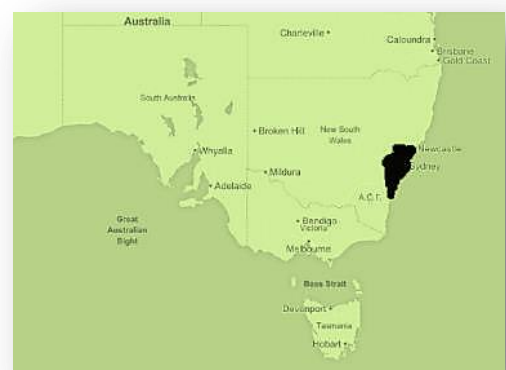 Australia
Charleville
Caloundra
Brisbane
Gold Coast
South Australia
Broken Hill
New South
Wales
Newcastle
Whyalla
Sydney
Mildura
Adelaide
A.C.T.
Great
Australian
Bight
Bendigo
Victoria
Melbourne
Bass Strait
Devonport
Tasmania
Hobart